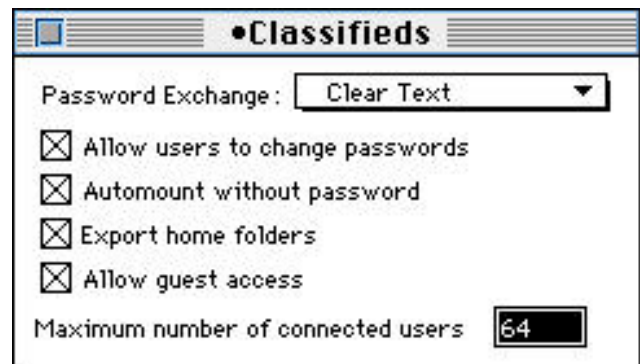 •Classifieds
Password Exchange: Clear Text
Allow users to change passwords
Automount without password
Export home folders
Allow guest access
Maximum number of connected users 64